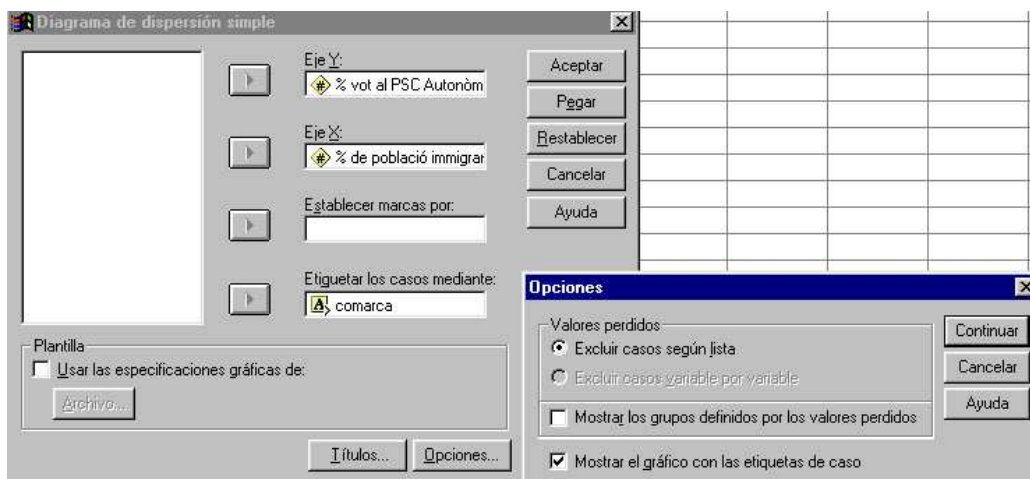 Diagrama de dispersión simple
Eje Y:
% vot al PSC Autonòm
Eje X:
% de població immigrar
Establecer marcas por:
Etiquetar los casos mediante:
comarca
Plantilla
Usar las especificaciones gráficas de:
Archivo...
Títulos...
Opciones...
Aceptar
Pegar
Restablecer
Cancelar
Ayuda
Opciones
Valores perdidos
Excluir casos según lista
Excluir casos variable por variable
Mostrar los grupos definidos por los valores perdidos
Mostrar el gráfico con las etiquetas de caso
Continuar
Cancelar
Ayuda